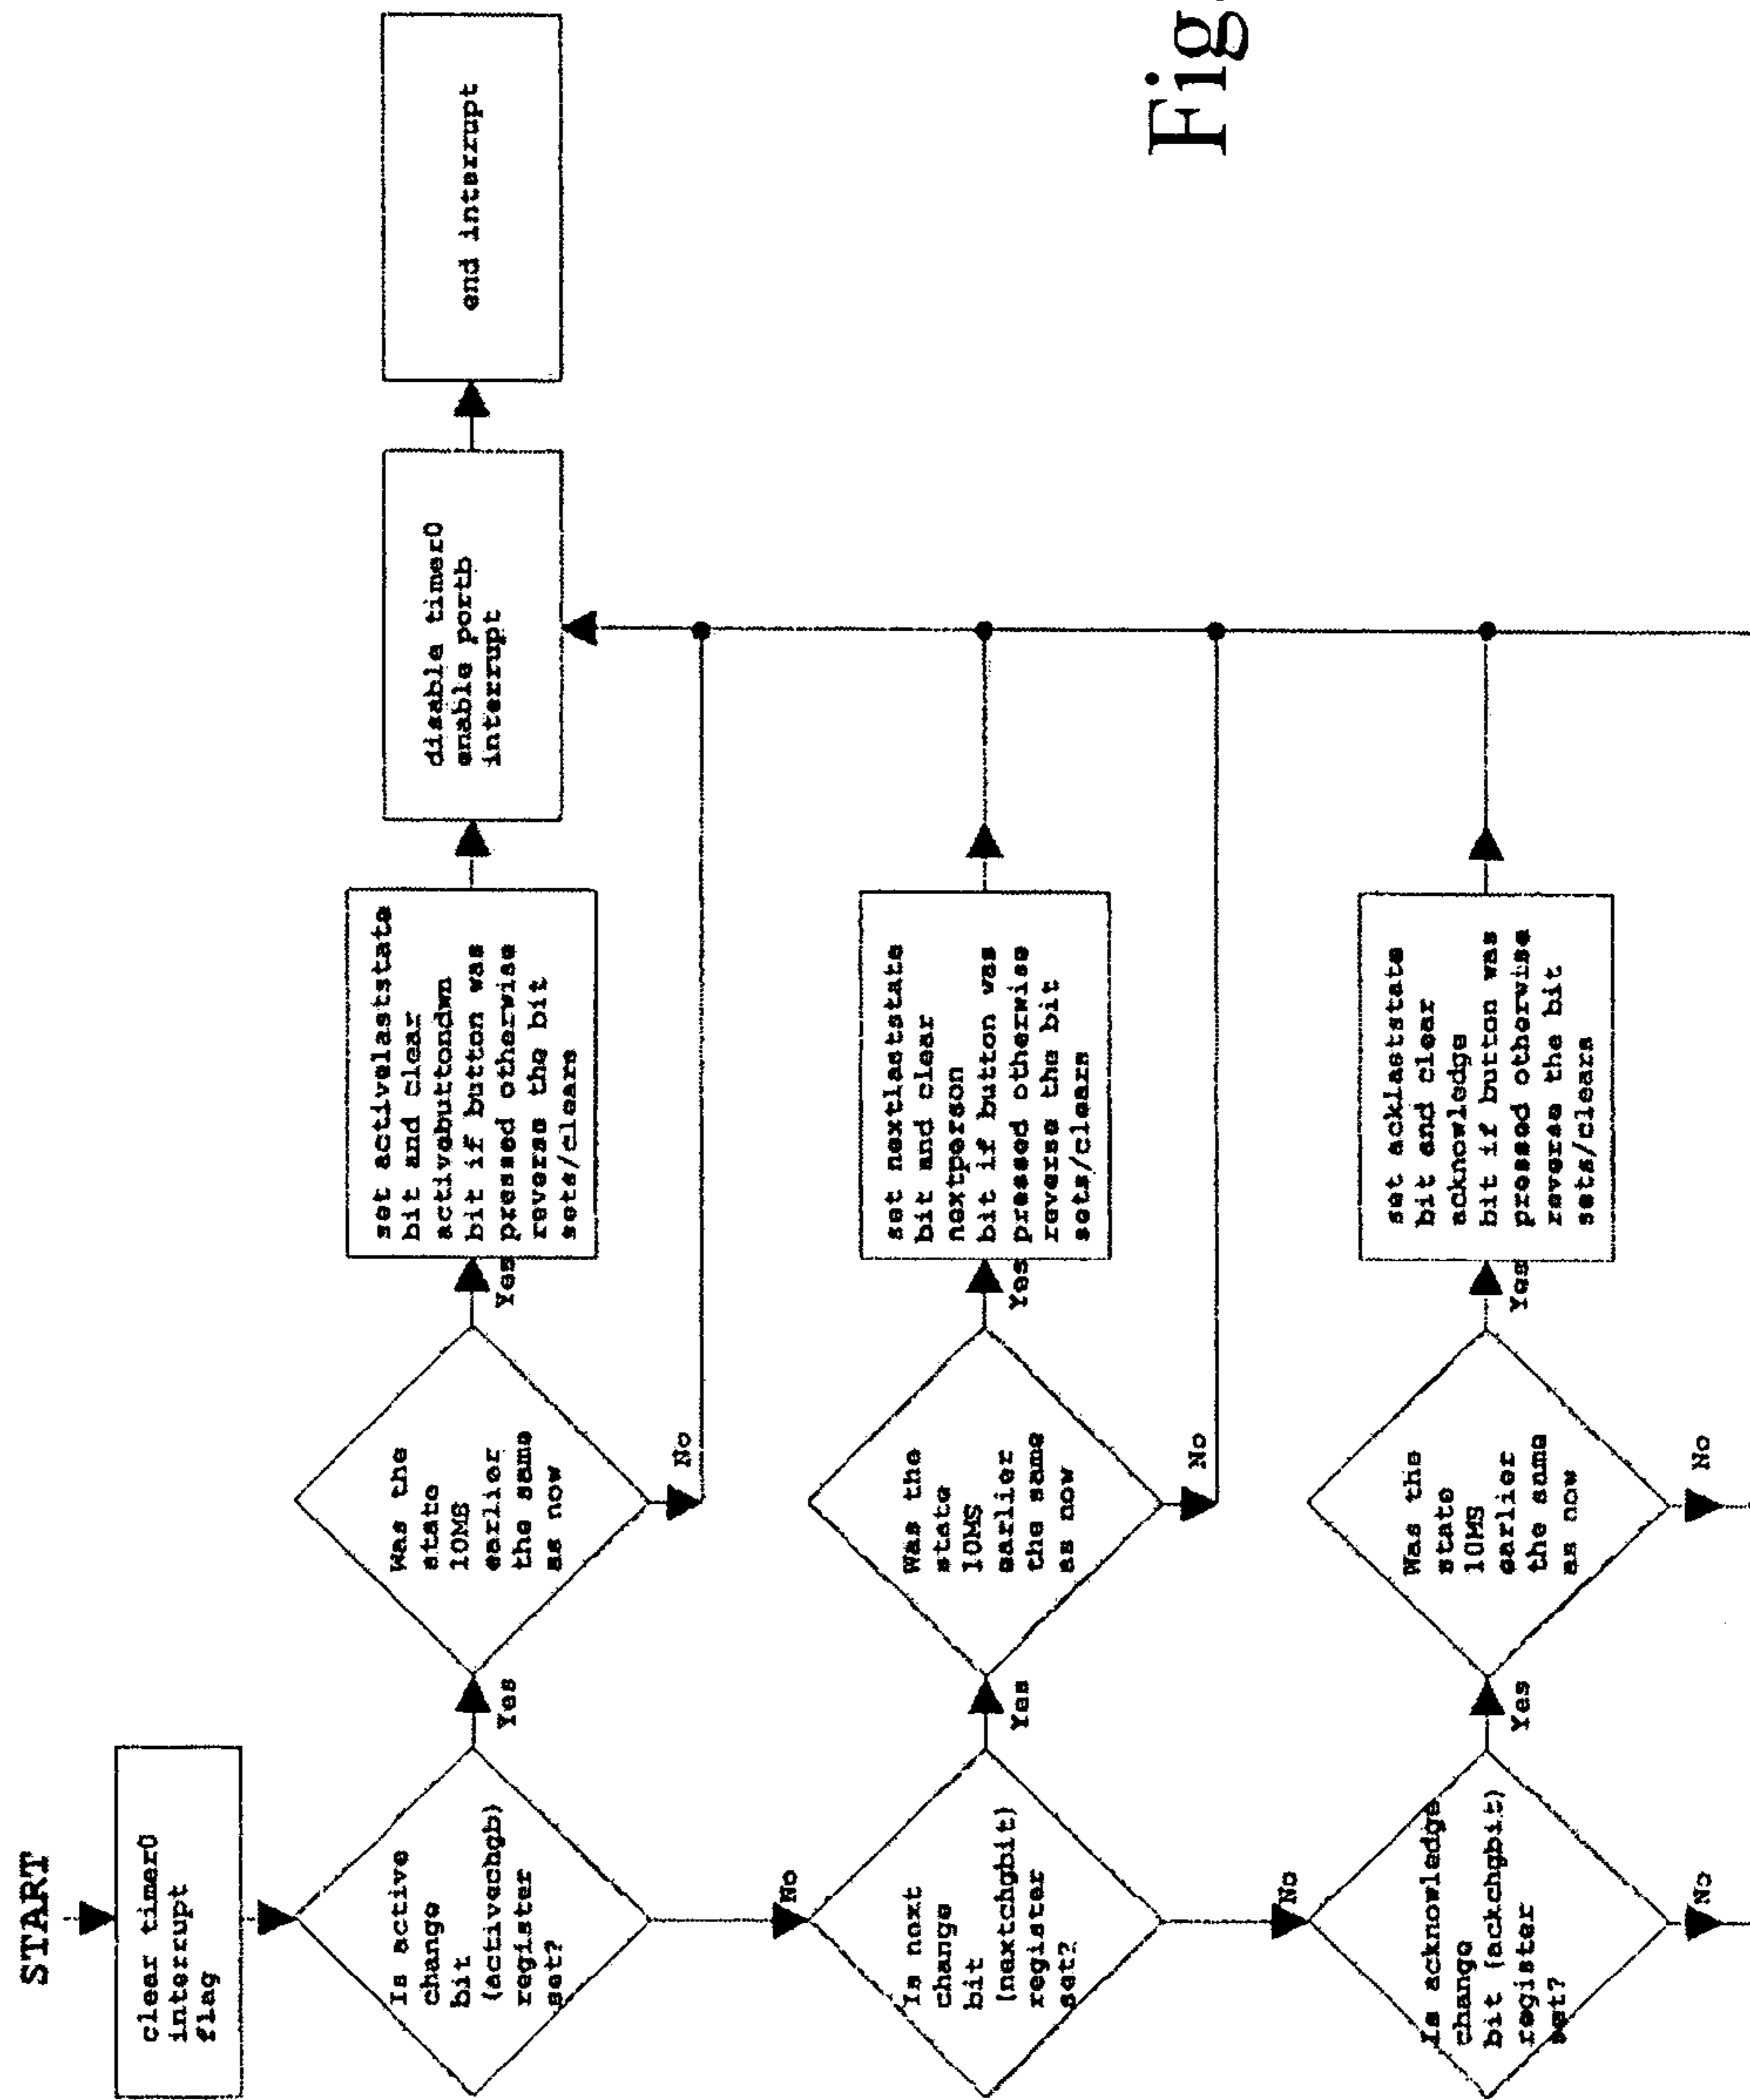 START
clear timer0
interrupt
flag
Is active
change
bit
(activechgb)
register
set?
Yes
No
Was the
state
10MS
earlier
the same
as now
Yes
No
set activelaststate
bit and clear
activebuttondwn
bit if button was
pressed otherwise
reverse the bit
sets/clears
disable timer0
enable portb
interrupt
end interrupt
Is next
change
bit
(nextchgbit)
register
set?
Yes
No
Was the
state
10MS
earlier
the same
as now
Yes
No
set nextlaststate
bit and clear
nextperson
bit if button was
pressed otherwise
reverse the bit
sets/clears
Is acknowledge
change
bit (ackchgbit)
register
set?
Yes
No
Was the
state
10MS
earlier
the same
as now
Yes
No
set acklaststate
bit and clear
acknowledge
bit if button was
pressed otherwise
reverse the bit
sets/clears
Fig.